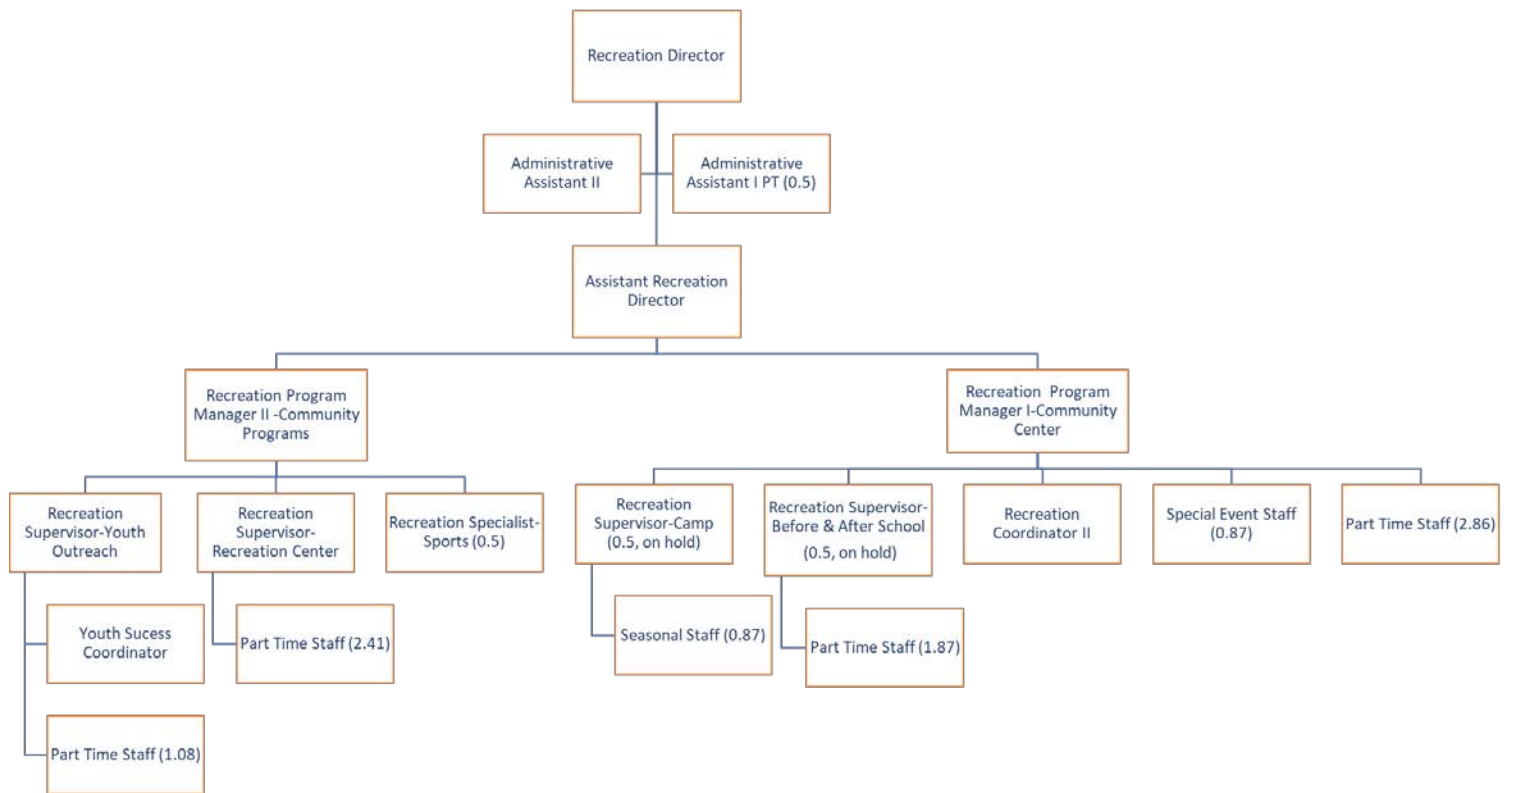 Recreation Director
Administrative
Assistant II
Administrative
Assistant I PT (0.5)
Assistant Recreation
Director
Recreation Program
Manager II -Community
Programs
Recreation  Program
Manager I-Community
Center
Recreation
Supervisor-Youth
Outreach
Recreation
Supervisor-
Recreation Center
Recreation Specialist-
Sports (0.5)
Recreation
Supervisor-Camp
(0.5, on hold)
Recreation Supervisor-
Before & After School
(0.5, on hold)
Recreation
Coordinator II
Special Event Staff
(0.87)
Part Time Staff (2.86)
Youth Sucess
Coordinator
Part Time Staff (2.41)
Seasonal Staff (0.87)
Part Time Staff (1.87)
Part Time Staff (1.08)